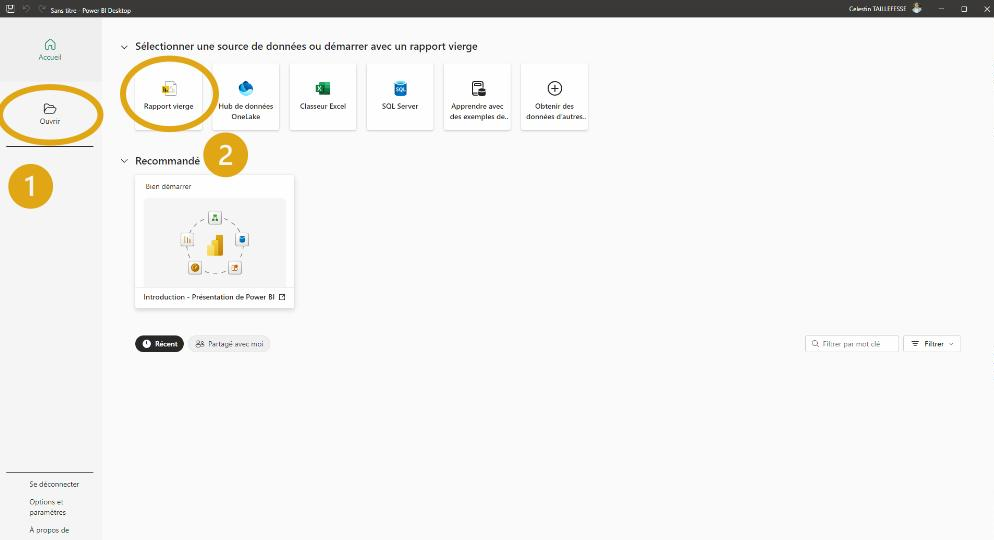 Sans titre - Power BI Desktop
Celestin TAILLEFESSE
Accueil
Ouvrir
1
Sélectionner une source de données ou démarrer avec un rapport vierge
Rapport vierge
Hub de données
OneLake
Classeur Excel
SQL
SQL Server
Apprendre avec
des exemples de..
Obtenir des
données d'autres..
2
Recommandé
Bien démarrer
Introduction - Présentation de Power BI
Récent
Partagé avec moi
Filtrer par mot clé
Filtrer
Se déconnecter
Options et
paramètres
À propos de